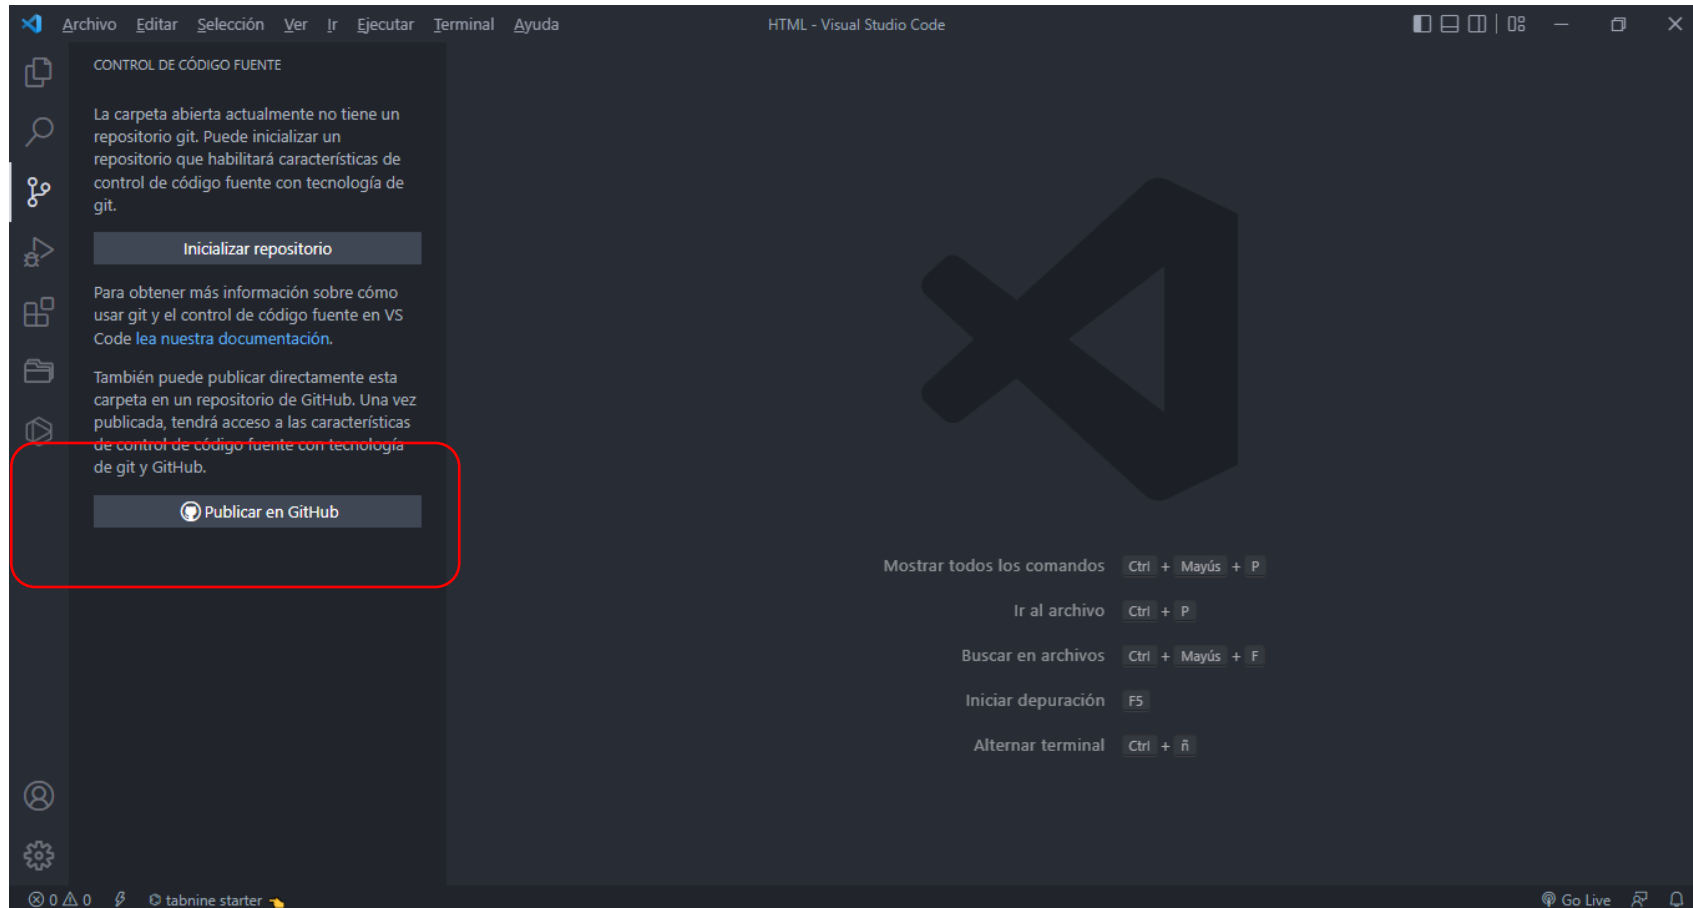 Archivo Editar Selección Ver Ir Ejecutar Terminal Ayuda
HTML - Visual Studio Code
CONTROL DE CÓDIGO FUENTE
La carpeta abierta actualmente no tiene un
repositorio git. Puede inicializar un
repositorio que habilitará características de
control de código fuente con tecnología de
git.
Inicializar repositorio
Para obtener más información sobre cómo
usar git y el control de código fuente en VS
Code lea nuestra documentación.
También puede publicar directamente esta
carpeta en un repositorio de GitHub. Una vez
publicada, tendrá acceso a las características
de control de código fuente con tecnología
de git y GitHub.
Publicar en GitHub
Mostrar todos los comandos Ctrl + Mayús + P
Ir al archivo Ctrl + P
Buscar en archivos Ctrl + Mayús + F
Iniciar depuración F5
Alternar terminal Ctrl + ñ
0 0 tabnine starter
Go Live